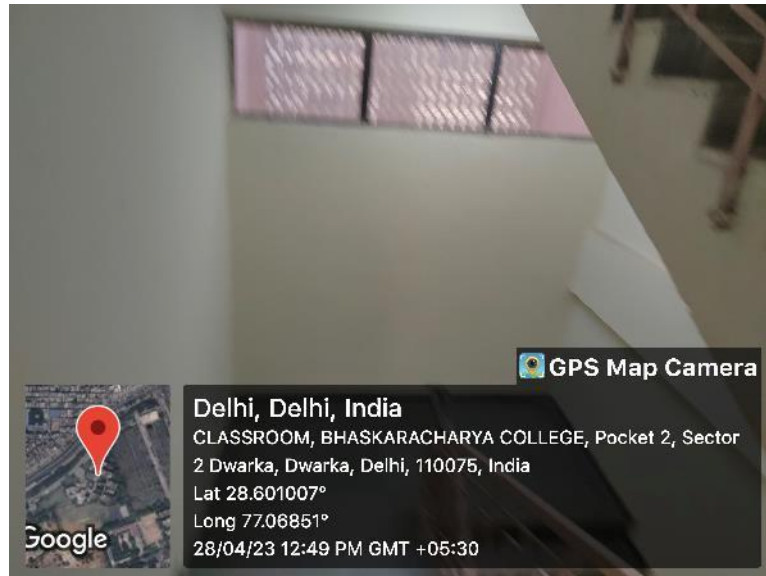 GPS Map Camera
Delhi, Delhi, India
CLASSROOM, BHASKARACHARYA COLLEGE, Pocket 2, Sector
2 Dwarka, Dwarka, Delhi, 110075, India
Lat 28.601007°
Long 77.06851°
28/04/23 12:49 PM GMT +05:30
Google